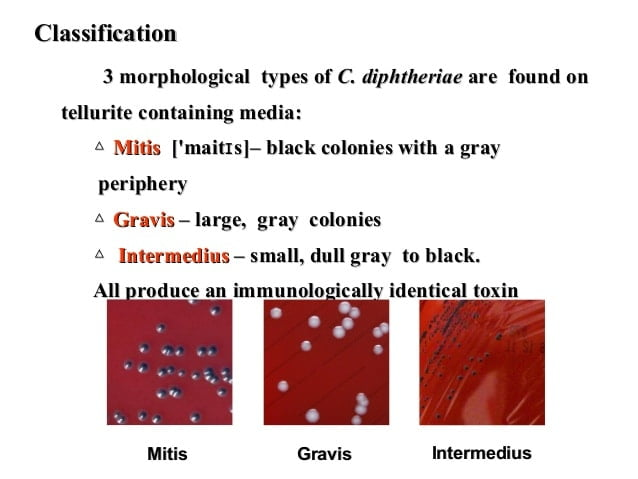 Classification
3 morphological types of C. diphtheriae are found on
tellurite containing media:
△ Mitis ['maitɪs]– black colonies with a gray
periphery
△ Gravis – large, gray colonies
△ Intermedius – small, dull gray to black.
All produce an immunologically identical toxin
Mitis
Gravis
Intermedius